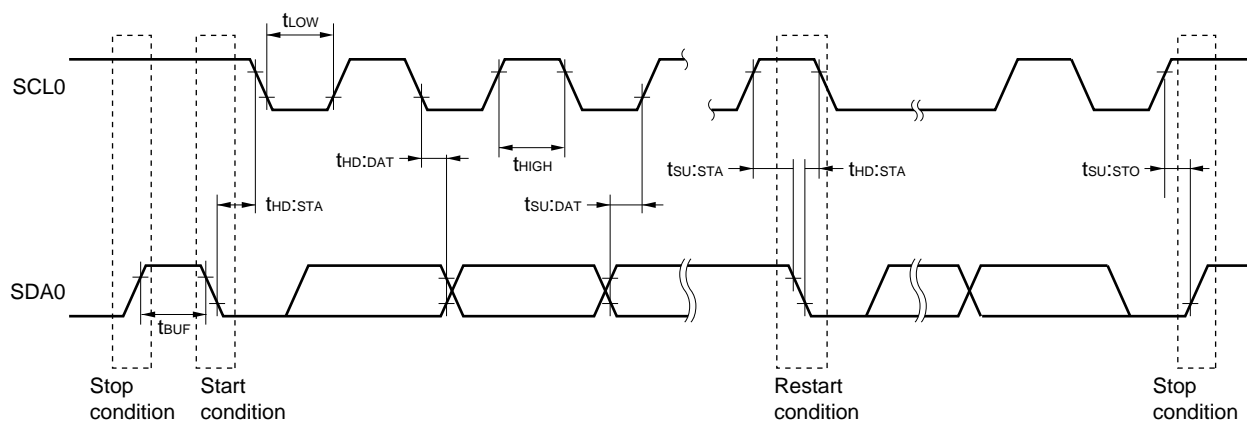 tLOW
SCL0
tHD:DAT
tHIGH
tSU:STA
tHD:STA
tSU:STO
tHD:STA
tSU:DAT
SDA0
tBUF
Stop
condition
Start
condition
Restart
condition
Stop
condition